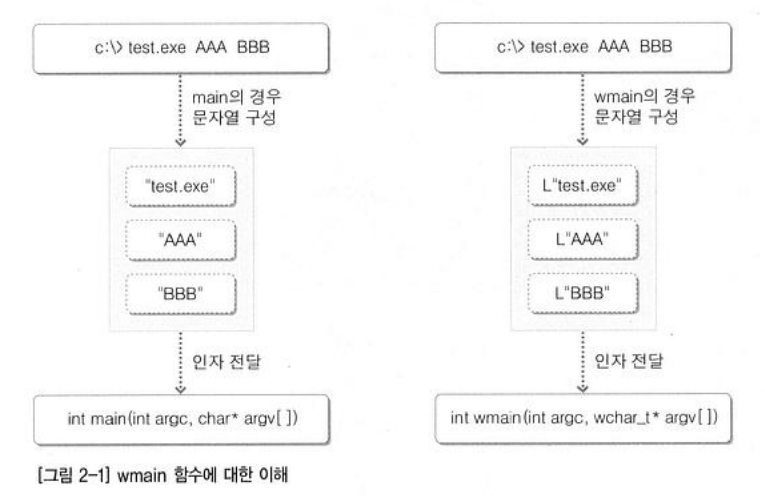 c:\> test.exe AAA BBB
main의 경우
문자열 구성
"test.exe"
"AAA"
"BBB"
인자 전달
int main(int argc, char* argv[ ])
c:\> test.exe AAA BBB
wmain의 경우
문자열 구성
L"test.exe"
L"AAA"
L"BBB"
인자 전달
int wmain(int argc, wchar_t* argv[ ])
[그림 2-1] wmain 함수에 대한 이해